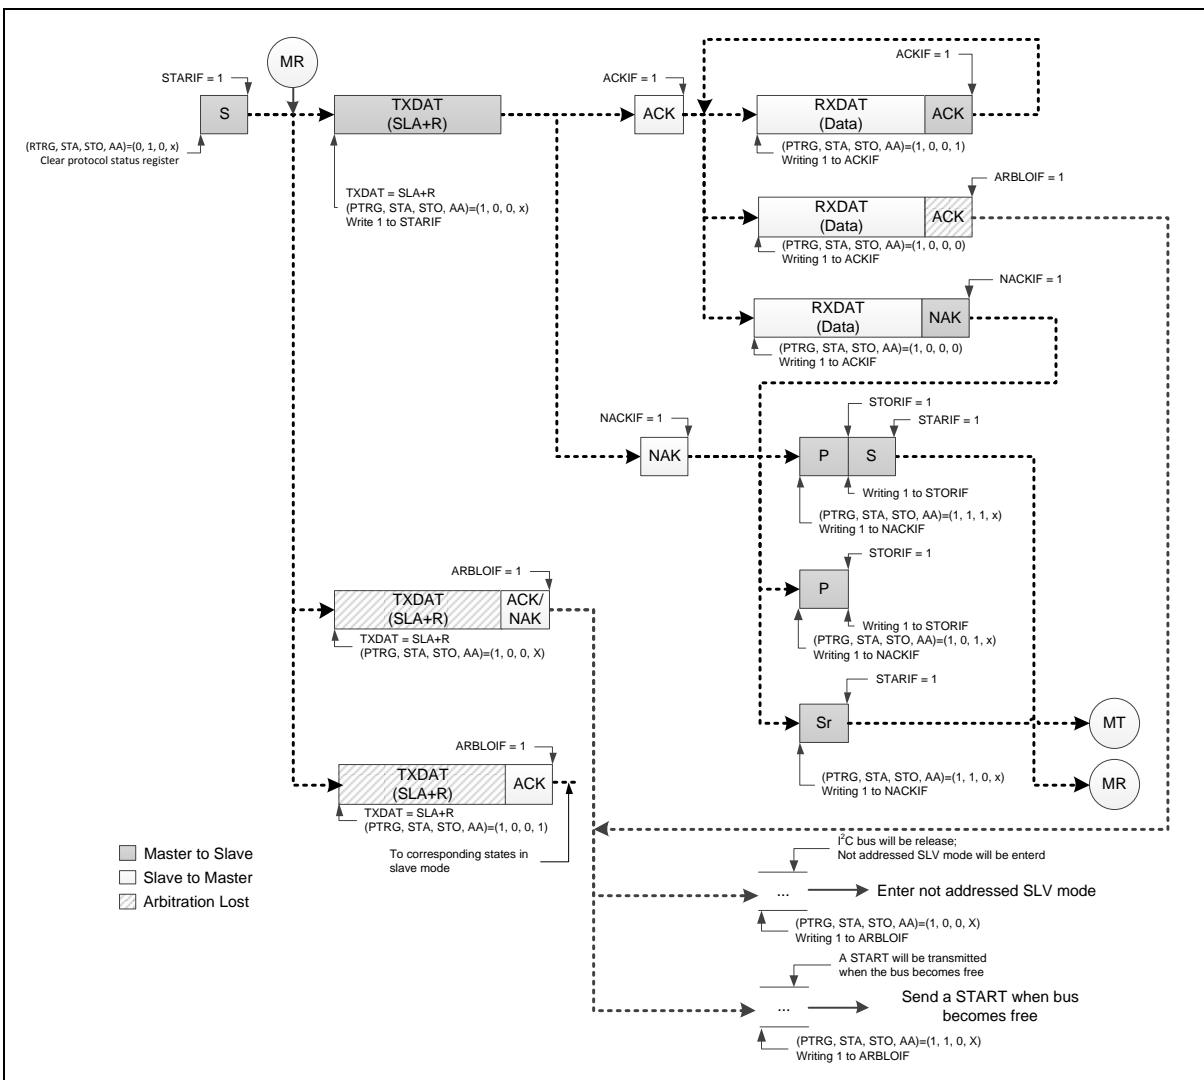 MR
STARIF = 1
S
(RTRG, STA, STO, AA)=(0, 1, 0, x)
Clear protocol status register
TXDAT
(SLA+R)
TXDAT = SLA+R
(PTRG, STA, STO, AA)=(1, 0, 0, x)
Write 1 to STARIF
ACKIF = 1
ACK
ACKIF = 1
RXDAT
(Data)
ACK
(PTRG, STA, STO, AA)=(1, 0, 0, 1)
Writing 1 to ACKIF
ARBLOIF = 1
RXDAT
(Data)
ACK
(PTRG, STA, STO, AA)=(1, 0, 0, 0)
Writing 1 to ACKIF
NACKIF = 1
RXDAT
(Data)
NAK
(PTRG, STA, STO, AA)=(1, 0, 0, 0)
Writing 1 to ACKIF
NACKIF = 1
NAK
STORIF = 1
STARIF = 1
P
S
Writing 1 to STORIF
(PTRG, STA, STO, AA)=(1, 1, 1, x)
Writing 1 to NACKIF
STORIF = 1
P
Writing 1 to STORIF
(PTRG, STA, STO, AA)=(1, 0, 1, x)
Writing 1 to NACKIF
STARIF = 1
Sr
(PTRG, STA, STO, AA)=(1, 1, 0, x)
Writing 1 to NACKIF
MT
MR
ARBLOIF = 1
TXDAT
(SLA+R)
ACK/
NAK
TXDAT = SLA+R
(PTRG, STA, STO, AA)=(1, 0, 0, X)
ARBLOIF = 1
TXDAT
(SLA+R)
ACK
TXDAT = SLA+R
(PTRG, STA, STO, AA)=(1, 0, 0, 1)
To corresponding states in
slave mode
Master to Slave
Slave to Master
Arbitration Lost
I²C bus will be release;
Not addressed SLV mode will be enterd
...
Enter not addressed SLV mode
(PTRG, STA, STO, AA)=(1, 0, 0, X)
Writing 1 to ARBLOIF
A START will be transmitted
when the bus becomes free
...
Send a START when bus
becomes free
(PTRG, STA, STO, AA)=(1, 1, 0, X)
Writing 1 to ARBLOIF